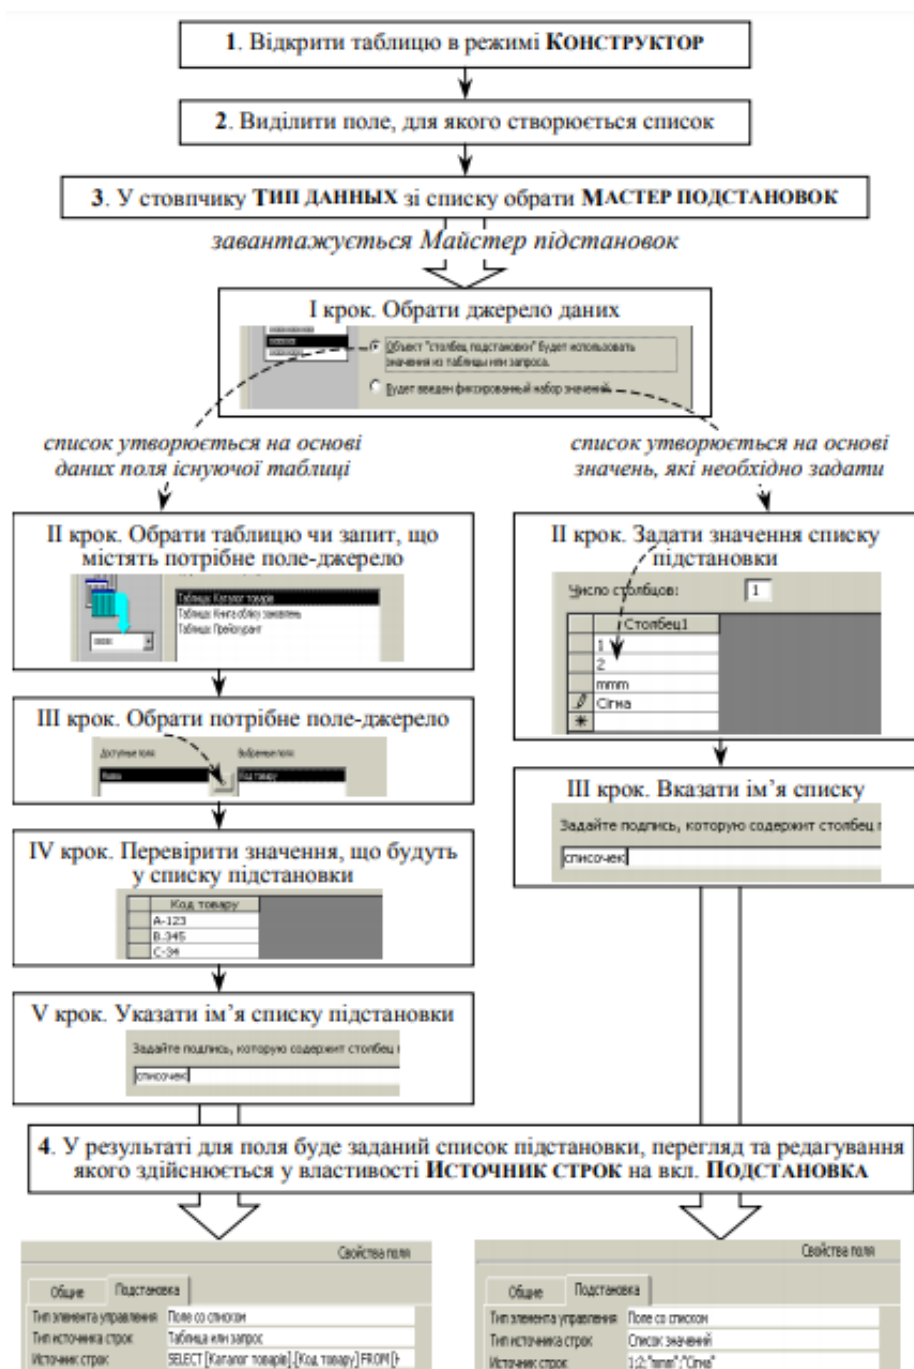 1. Відкрити таблицю в режимі КОНСТРУКТОР
2. Виділити поле, для якого створюється список
3. У стовпчику ТИП ДАННЫХ зі списку обрати МАСТЕР ПОДСТАНОВОК
завантажується Майстер підстановок
І крок. Обрати джерело даних
Объект "столбец подстановки" будет использовать
значения из таблицы или запроса.
Будет введен фиксированный набор значений.
список утворюється на основі
даних поля існуючої таблиці
список утворюється на основі
значень, які необхідно задати
ІІ крок. Обрати таблицю чи запит, що
містять потрібне поле-джерело
Таблица: Каталог товарів
Таблица: Книга обліку замовлень
Таблица: Прейскурант
ІІІ крок. Обрати потрібне поле-джерело
Доступные поля:
Выбранные поля:
Назва
Код товару
IV крок. Перевірити значення, що будуть
у списку підстановки
Код товару
А-123
В.345
С-34
V крок. Указати ім’я списку підстановки
Задайте подпись, которую содержит столбец
списочек
ІІ крок. Задати значення списку
підстановки
Число столбцов:
1
Столбец1
1
2
mmm
Сігма
ІІІ крок. Вказати ім’я списку
Задайте подпись, которую содержит столбец
списочек
4. У результаті для поля буде заданий список підстановки, перегляд та редагування
якого здійснюється у властивості ИСТОЧНИК СТРОК на вкл. ПОДСТАНОВКА
Свойства поля
Общие
Подстановка
Тип элемента управления
Поле со списком
Тип источника строк
Таблица или запрос
Источник строк
SELECT [Каталог товарів].[Код товару] FROM [
Свойства поля
Общие
Подстановка
Тип элемента управления
Поле со списком
Тип источника строк
Список значений
Источник строк
1;2;"mmm";"Сігма"